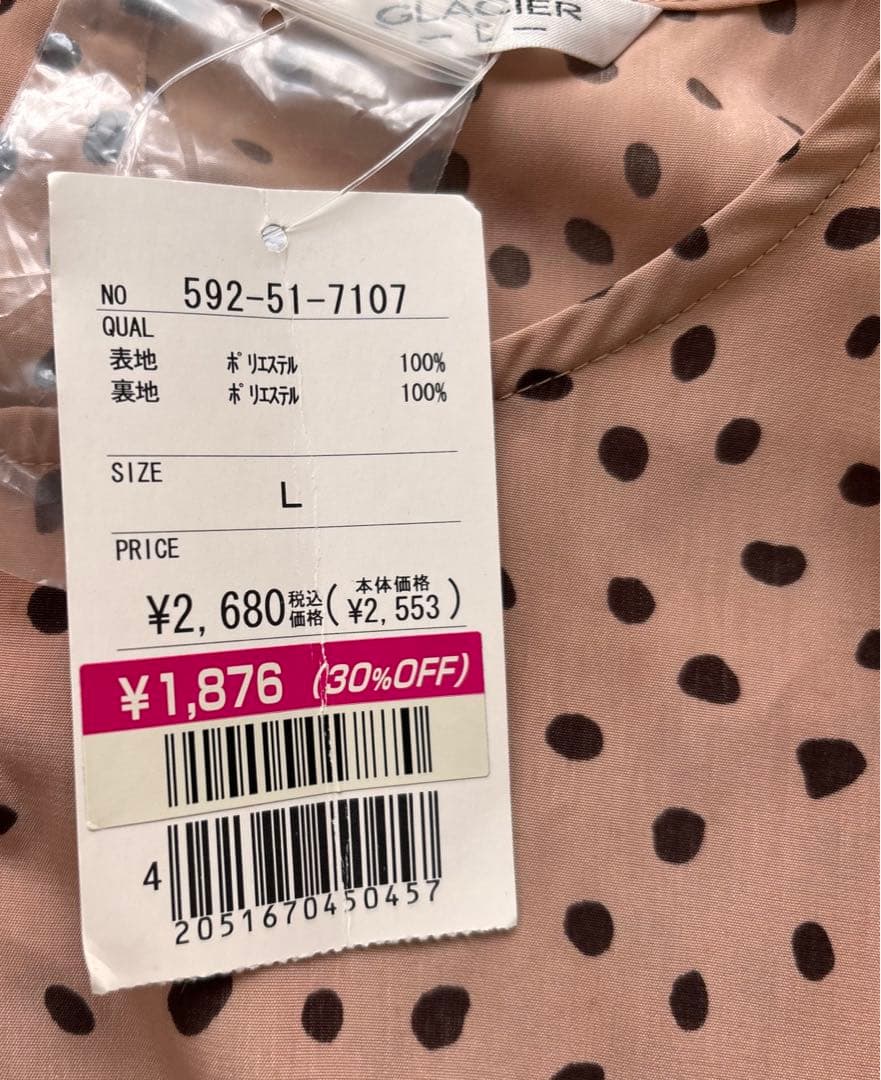 GLACIER
— L —
NO 592-51-7107
QUAL
表地 ポリエステル 100%
裏地 ポリエステル 100%
SIZE
L
PRICE
¥2,680 税込価格 (本体価格 ¥2,553)
¥1,876 (30%OFF)
4 2051670450457